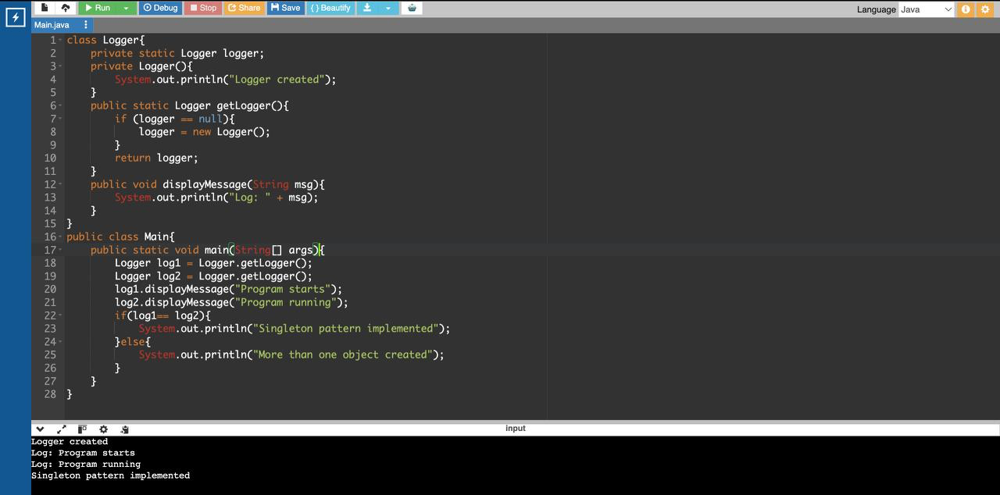 Run Debug Stop Share Save { } Beautify Language Java
Main.java
1 class Logger{
2     private static Logger logger;
3     private Logger(){
4         System.out.println("Logger created");
5     }
6     public static Logger getLogger(){
7         if (logger == null){
8             logger = new Logger();
9         }
10         return logger;
11     }
12     public void displayMessage(String msg){
13         System.out.println("Log: " + msg);
14     }
15 }
16 public class Main{
17     public static void main(String[] args){
18         Logger log1 = Logger.getLogger();
19         Logger log2 = Logger.getLogger();
20         log1.displayMessage("Program starts");
21         log2.displayMessage("Program running");
22         if(log1== log2){
23             System.out.println("Singleton pattern implemented");
24         }else{
25             System.out.println("More than one object created");
26         }
27     }
28 }
input
Logger created
Log: Program starts
Log: Program running
Singleton pattern implemented